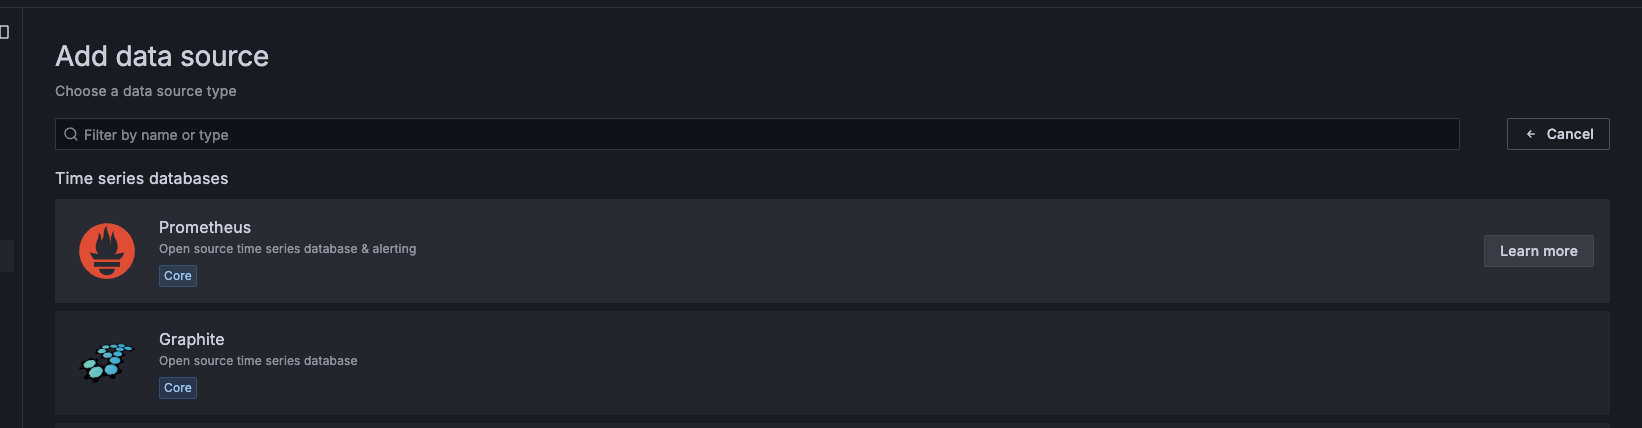 Add data source
Choose a data source type
Filter by name or type
Cancel
Time series databases
Prometheus
Open source time series database & alerting
Core
Learn more
Graphite
Open source time series database
Core